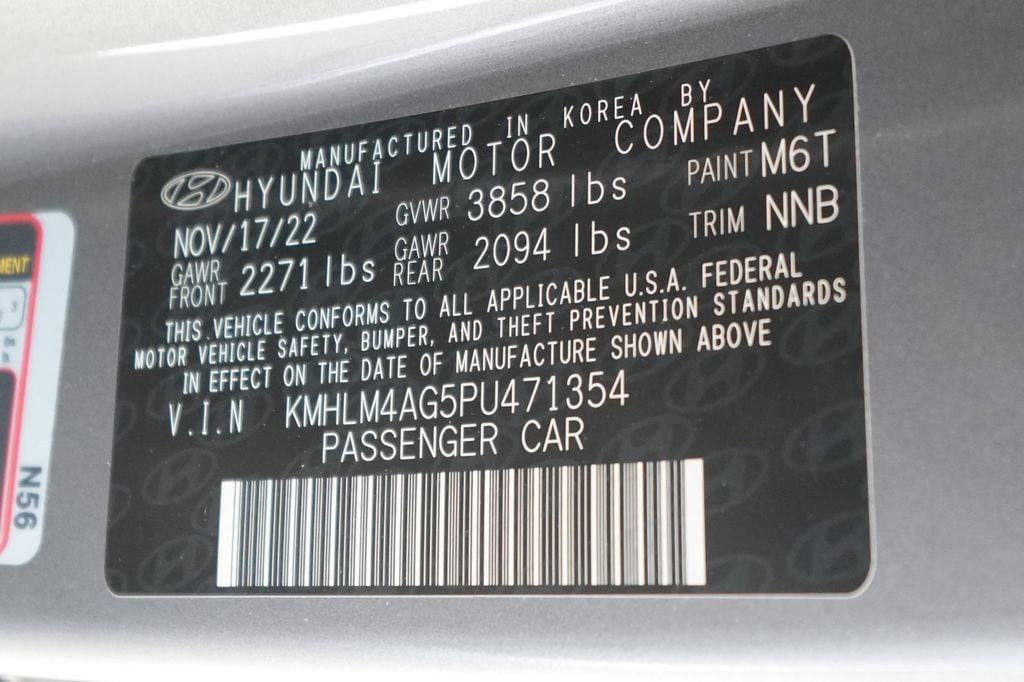 MANUFACTURED IN KOREA BY
HYUNDAI MOTOR COMPANY
NOV/17/22 GVWR 3858 lbs PAINT M6T
GAWR FRONT 2271 lbs GAWR REAR 2094 lbs TRIM NNB
THIS VEHICLE CONFORMS TO ALL APPLICABLE U.S.A. FEDERAL
MOTOR VEHICLE SAFETY, BUMPER, AND THEFT PREVENTION STANDARDS
IN EFFECT ON THE DATE OF MANUFACTURE SHOWN ABOVE
V.I.N KMHLM4AG5PU471354
PASSENGER CAR
MENT
3
N56